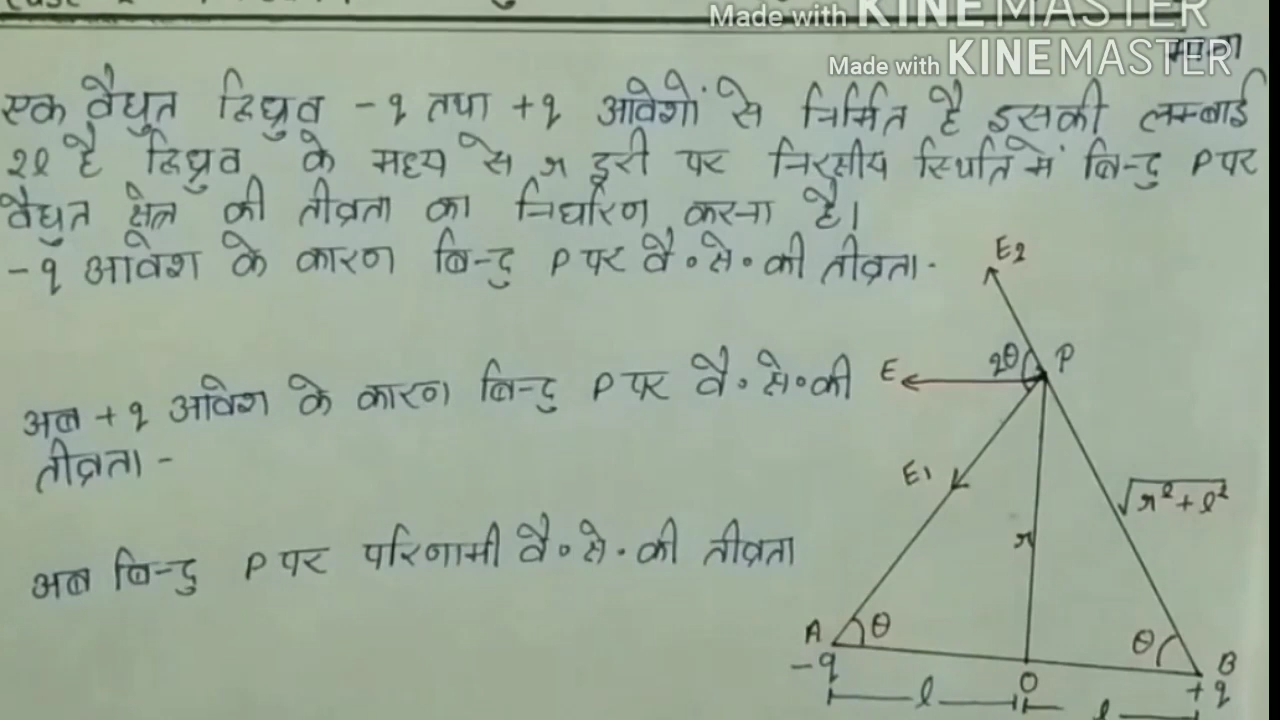 Made with KINEMASTER
Made with KINEMASTER
माना
एक वैधुत द्विध्रुव -q तथा +q आवेशों से निर्मित है इसकी लम्बाई
2l है द्विध्रुव के मध्य से r दूरी पर निरक्षीय स्थिति में बिन्दु P पर
वैधुत क्षेत्र की तीव्रता का निर्धारण करना है।
-q आवेश के कारण बिन्दु P पर वै॰ क्षे॰ की तीव्रता -
अब +q आवेश के कारण बिन्दु P पर वै॰ क्षे॰ की
तीव्रता -
अब बिन्दु P पर परिणामी वै॰ क्षे॰ की तीव्रता
E2
2θ P
E
E1
√r²+l²
r
A θ θ B
-q O +q
l l